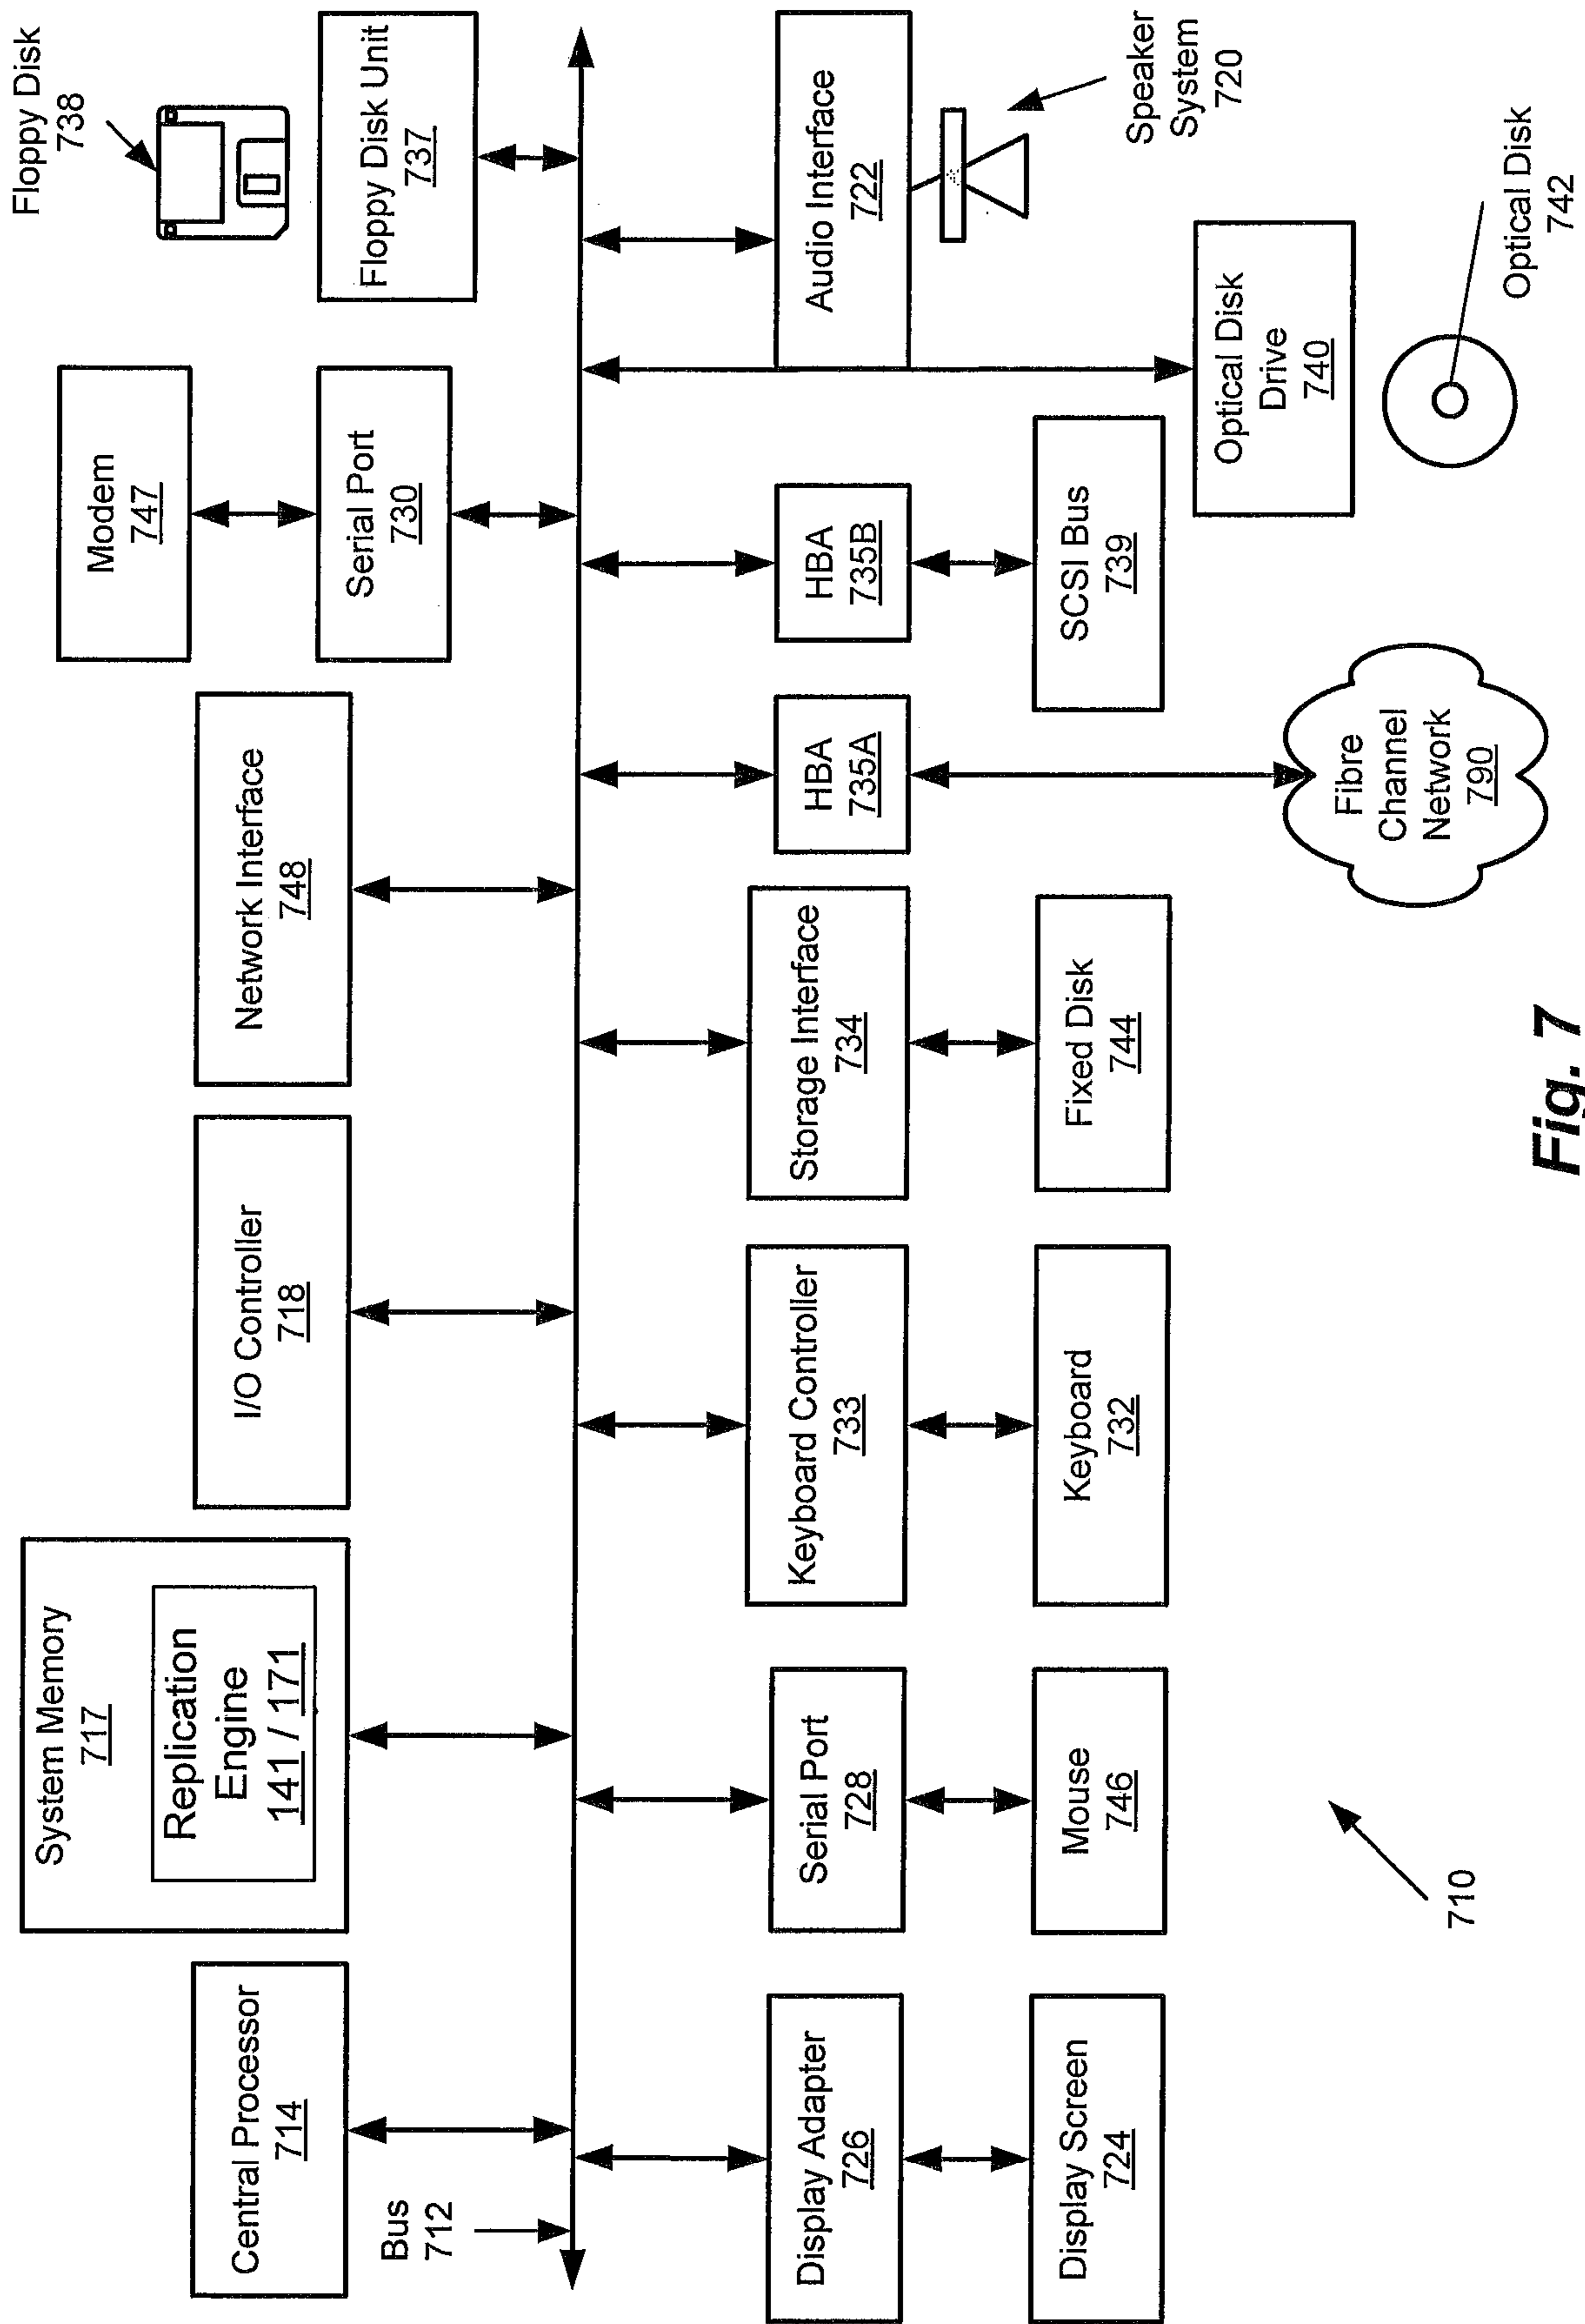 Central Processor
714
System Memory
717
Replication
Engine
141 / 171
I/O Controller
718
Network Interface
748
Modem
747
Serial Port
730
Floppy Disk
738
Floppy Disk Unit
737
Bus
712
Display Adapter
726
Display Screen
724
Serial Port
728
Mouse
746
Keyboard Controller
733
Keyboard
732
Storage Interface
734
Fixed Disk
744
HBA
735A
Fibre
Channel
Network
790
HBA
735B
SCSI Bus
739
Audio Interface
722
Speaker
System
720
Optical Disk
Drive
740
Optical Disk
742
710
Fig. 7